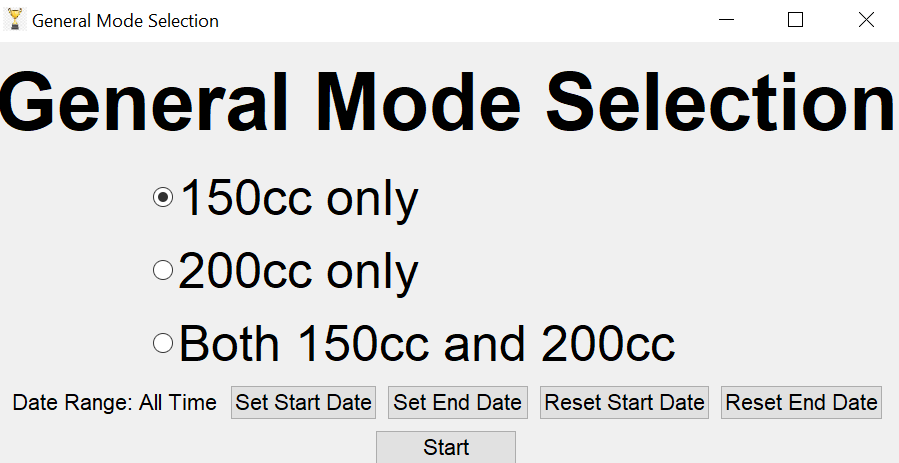 General Mode Selection
General Mode Selection
150cc only
200cc only
Both 150cc and 200cc
Date Range: All Time Set Start Date Set End Date Reset Start Date Reset End Date
Start